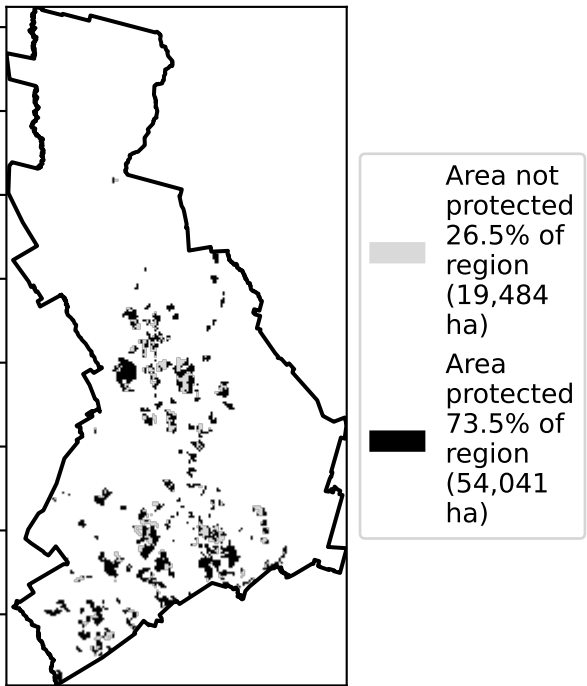 Area not
protected
26.5% of
region
(19,484
ha)
Area
protected
73.5% of
region
(54,041
ha)